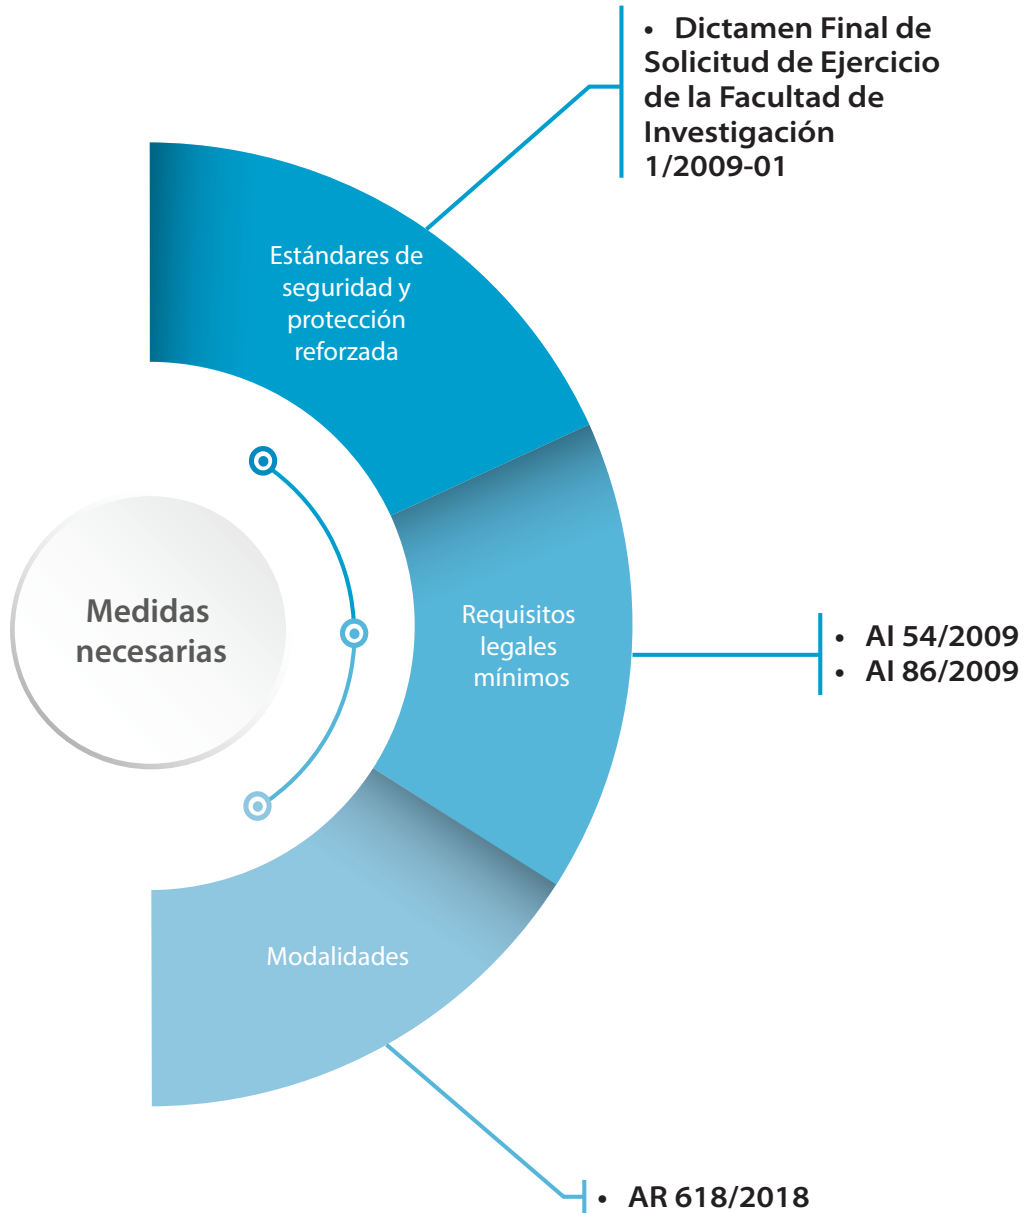 • Dictamen Final de
Solicitud de Ejercicio
de la Facultad de
Investigación
1/2009-01
Estándares de
seguridad y
protección
reforzada
Medidas
necesarias
Requisitos
legales
mínimos
• AI 54/2009
• AI 86/2009
Modalidades
• AR 618/2018